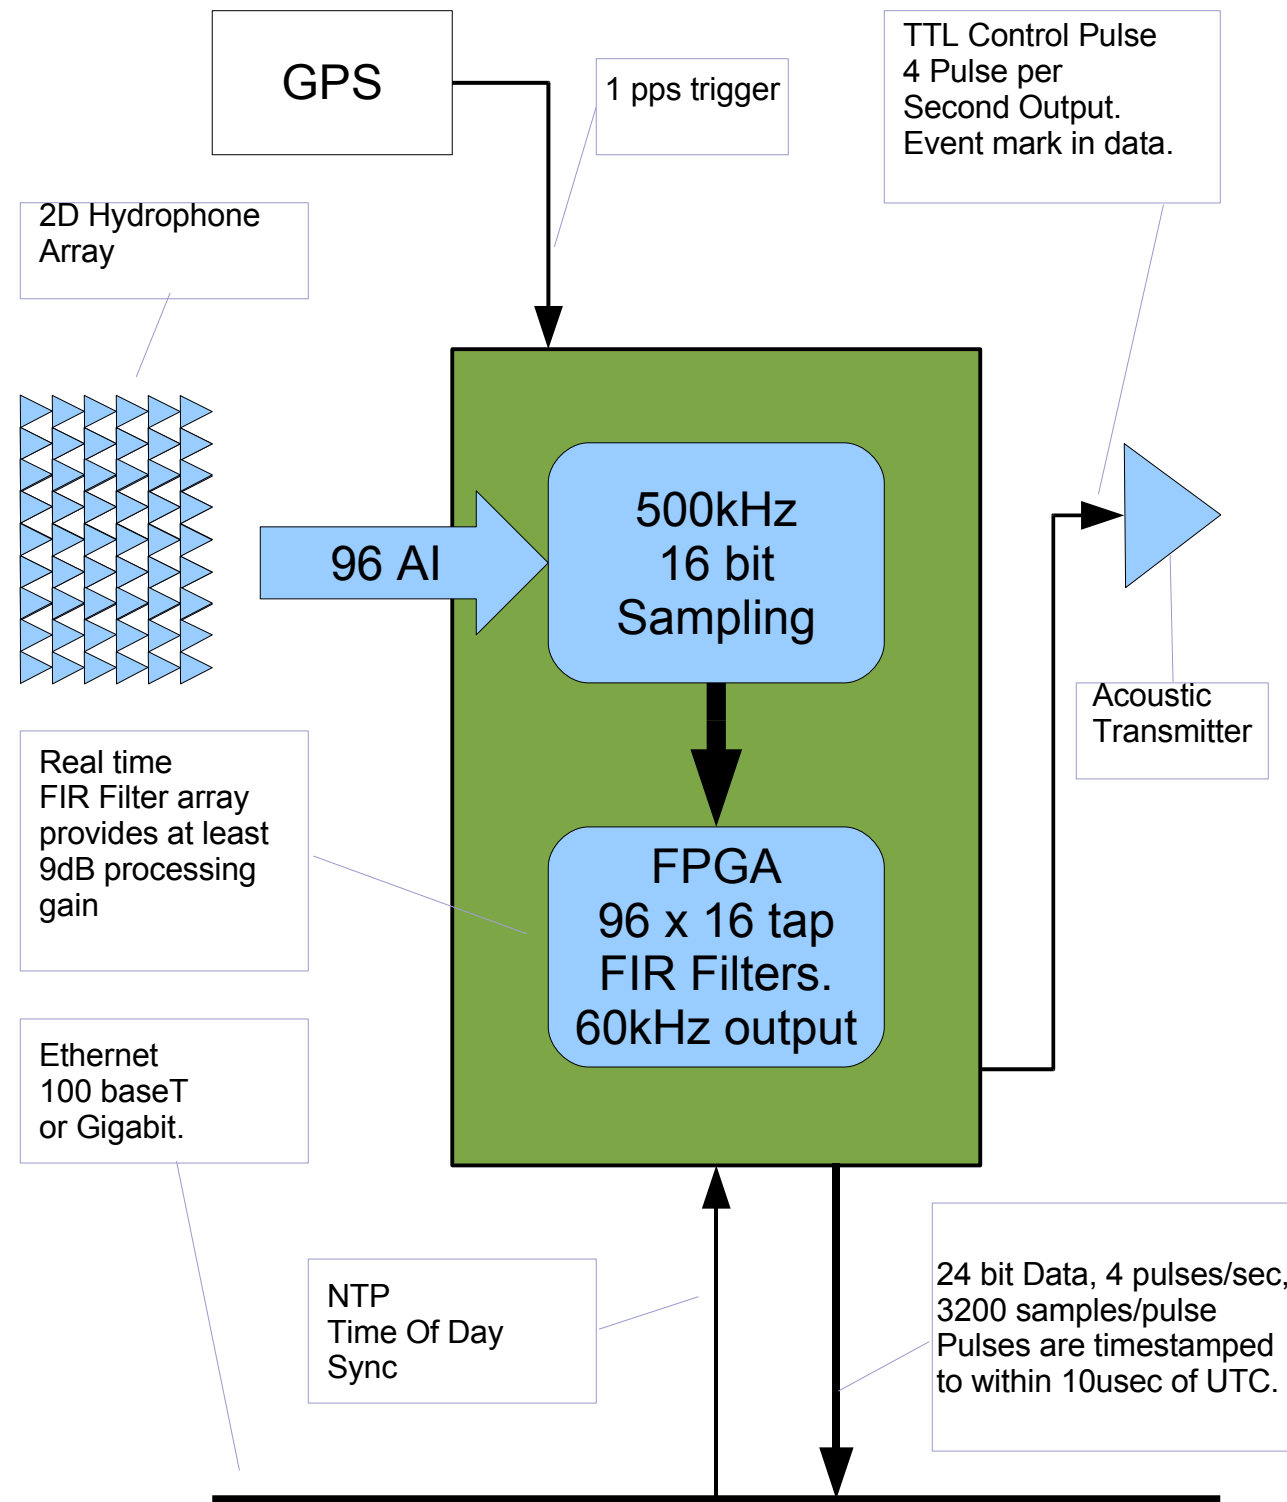 GPS
1 pps trigger
TTL Control Pulse
4 Pulse per
Second Output.
Event mark in data.
2D Hydrophone
Array
96 AI
500kHz
16 bit
Sampling
Acoustic
Transmitter
Real time
FIR Filter array
provides at least
9dB processing
gain
FPGA
96 x 16 tap
FIR Filters.
60kHz output
Ethernet
100 baseT
or Gigabit.
NTP
Time Of Day
Sync
24 bit Data, 4 pulses/sec,
3200 samples/pulse
Pulses are timestamped
to within 10usec of UTC.